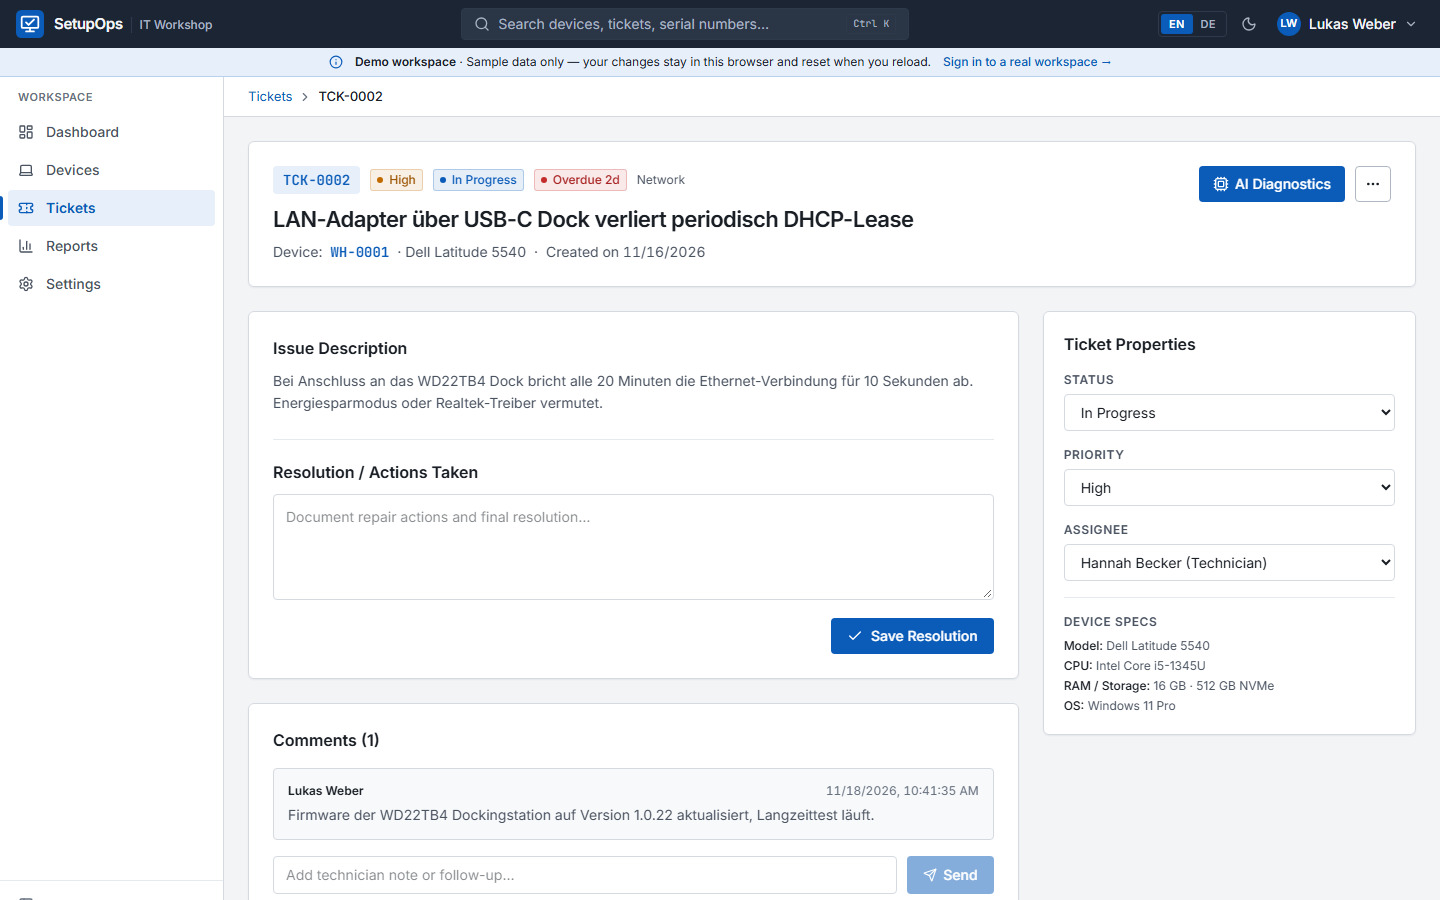 SetupOps
IT Workshop
Search devices, tickets, serial numbers...
Ctrl K
EN
DE
LW
Lukas Weber
Demo workspace · Sample data only — your changes stay in this browser and reset when you reload.
Sign in to a real workspace →
WORKSPACE
Dashboard
Devices
Tickets
Reports
Settings
Tickets
TCK-0002
TCK-0002
High
In Progress
Overdue 2d
Network
AI Diagnostics
LAN-Adapter über USB-C Dock verliert periodisch DHCP-Lease
Device: WH-0001 · Dell Latitude 5540 · Created on 11/16/2026
Issue Description
Bei Anschluss an das WD22TB4 Dock bricht alle 20 Minuten die Ethernet-Verbindung für 10 Sekunden ab.
Energiesparmodus oder Realtek-Treiber vermutet.
Resolution / Actions Taken
Document repair actions and final resolution...
Save Resolution
Comments (1)
Lukas Weber
11/18/2026, 10:41:35 AM
Firmware der WD22TB4 Dockingstation auf Version 1.0.22 aktualisiert, Langzeittest läuft.
Add technician note or follow-up...
Send
Ticket Properties
STATUS
In Progress
PRIORITY
High
ASSIGNEE
Hannah Becker (Technician)
DEVICE SPECS
Model: Dell Latitude 5540
CPU: Intel Core i5-1345U
RAM / Storage: 16 GB · 512 GB NVMe
OS: Windows 11 Pro